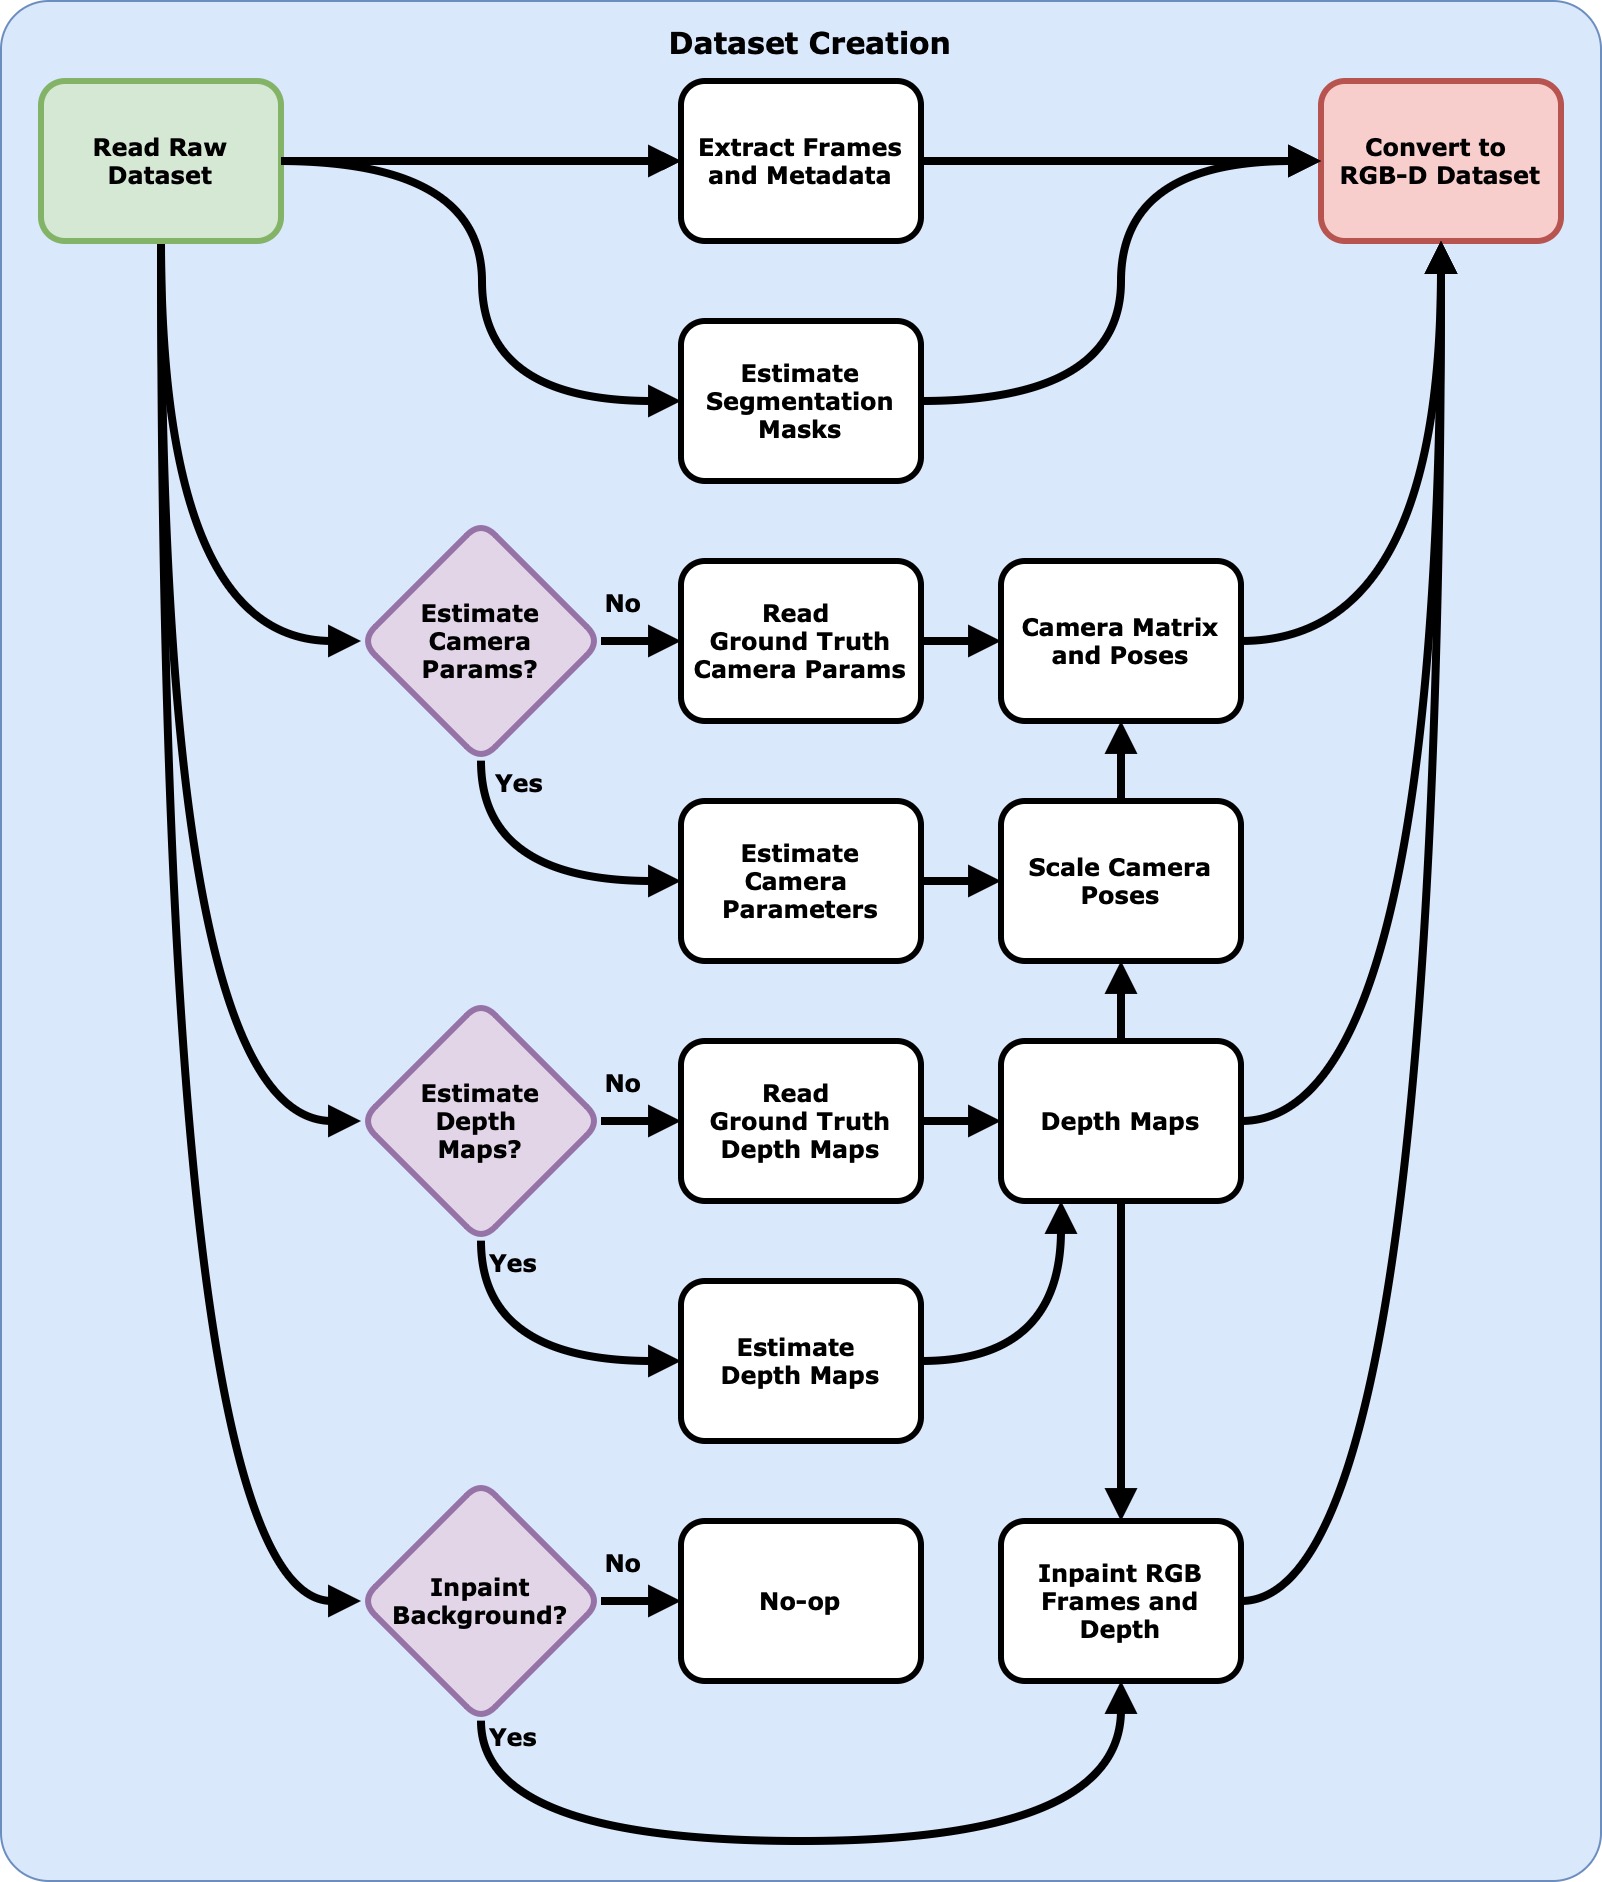 Dataset Creation
Read Raw
Dataset
Extract Frames
and Metadata
Convert to
RGB-D Dataset
Estimate
Segmentation
Masks
Estimate
Camera
Params?
No
Read
Ground Truth
Camera Params
Camera Matrix
and Poses
Yes
Estimate
Camera
Parameters
Scale Camera
Poses
Estimate
Depth
Maps?
No
Read
Ground Truth
Depth Maps
Depth Maps
Yes
Estimate
Depth Maps
Inpaint
Background?
No
No-op
Inpaint RGB
Frames and
Depth
Yes